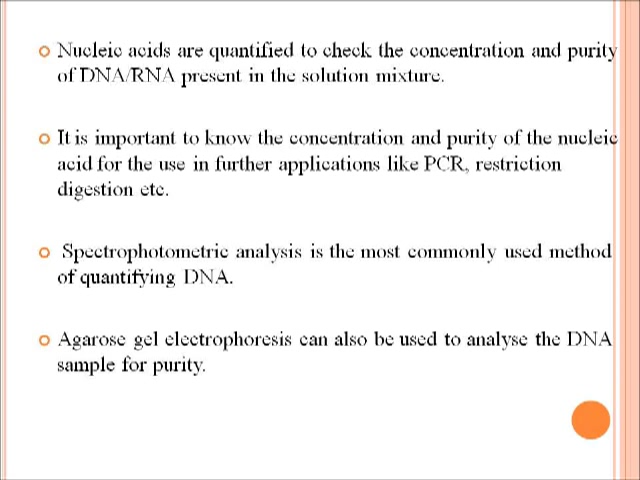 Nucleic acids are quantified to check the concentration and purity
of DNA/RNA present in the solution mixture.
It is important to know the concentration and purity of the nucleic
acid for the use in further applications like PCR, restriction
digestion etc.
Spectrophotometric analysis is the most commonly used method
of quantifying DNA.
Agarose gel electrophoresis can also be used to analyse the DNA
sample for purity.